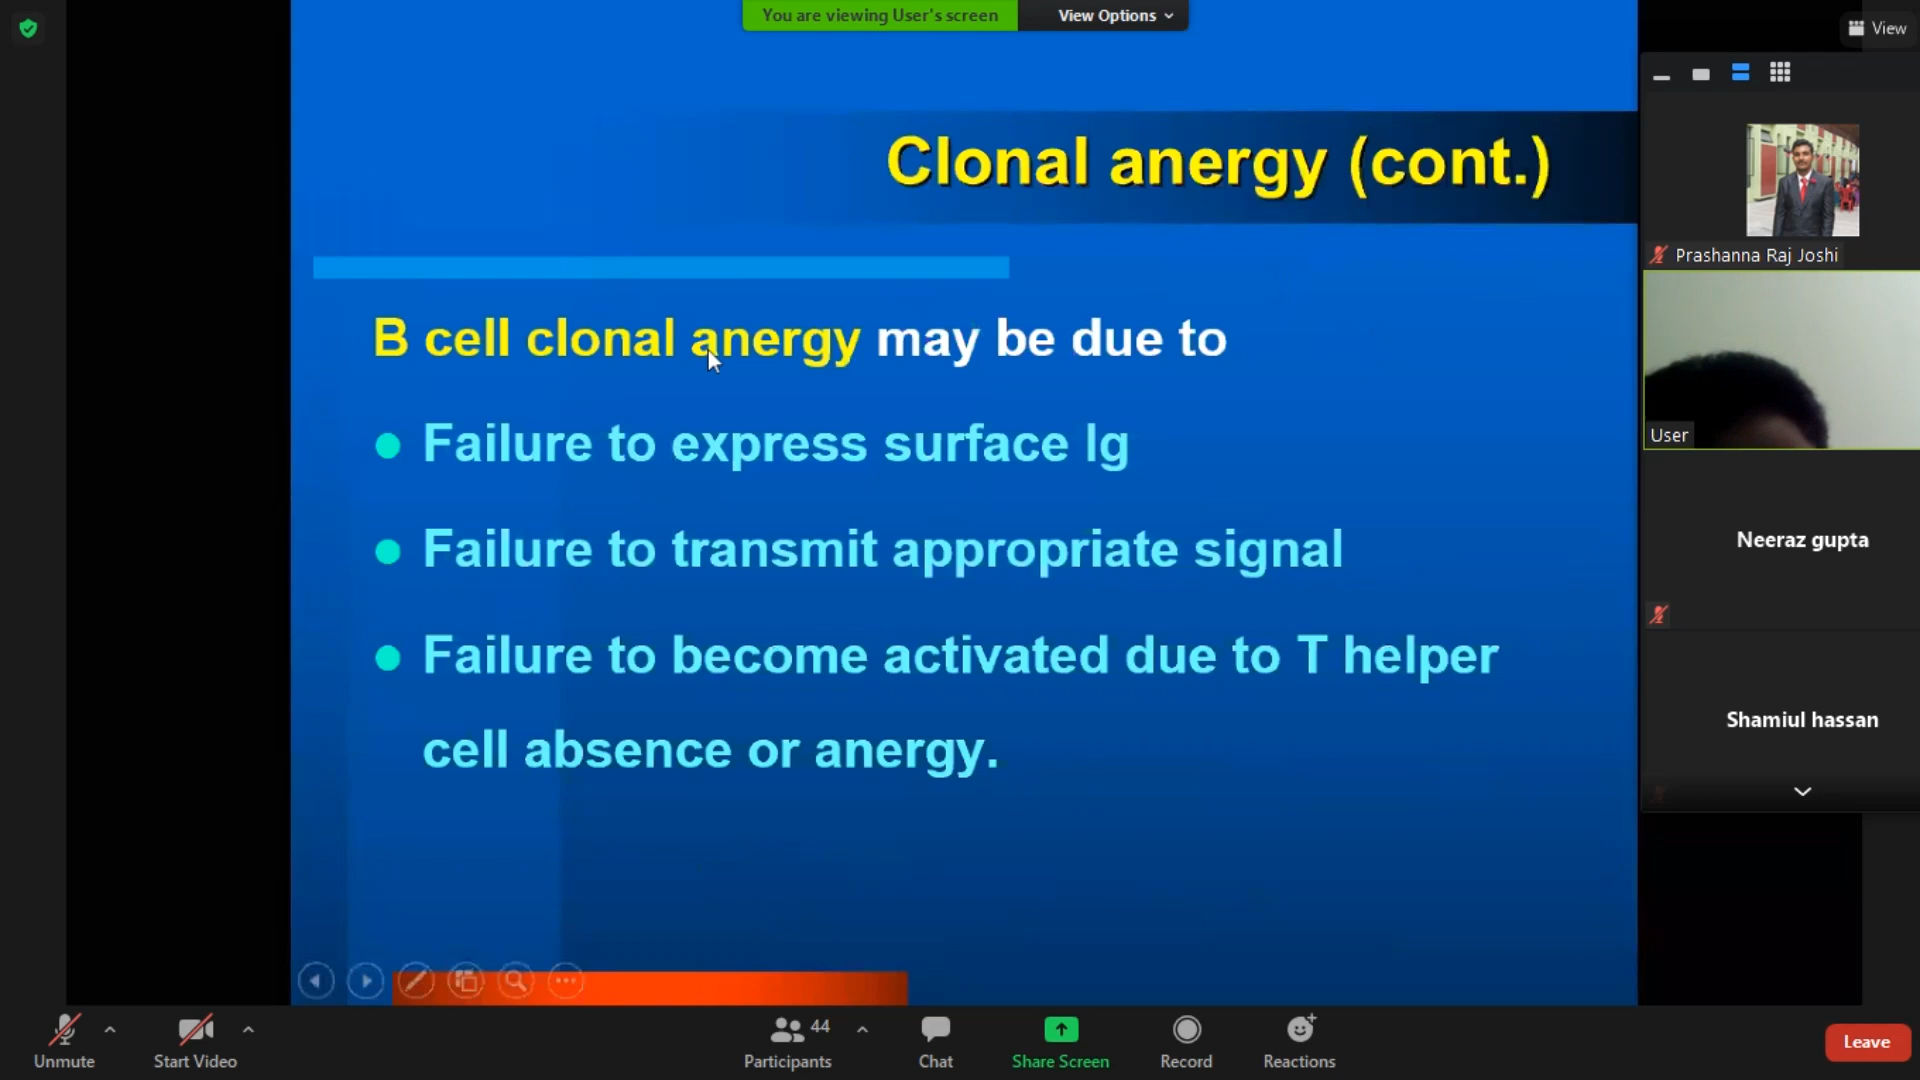 You are viewing User's screen
View Options
View
Clonal anergy (cont.)
Prashanna Raj Joshi
B cell clonal anergy may be due to
Failure to express surface Ig
User
Failure to transmit appropriate signal
Neeraz gupta
Failure to become activated due to T helper
cell absence or anergy.
Shamiul hassan
Unmute
Start Video
44
Participants
Chat
Share Screen
Record
Reactions
Leave